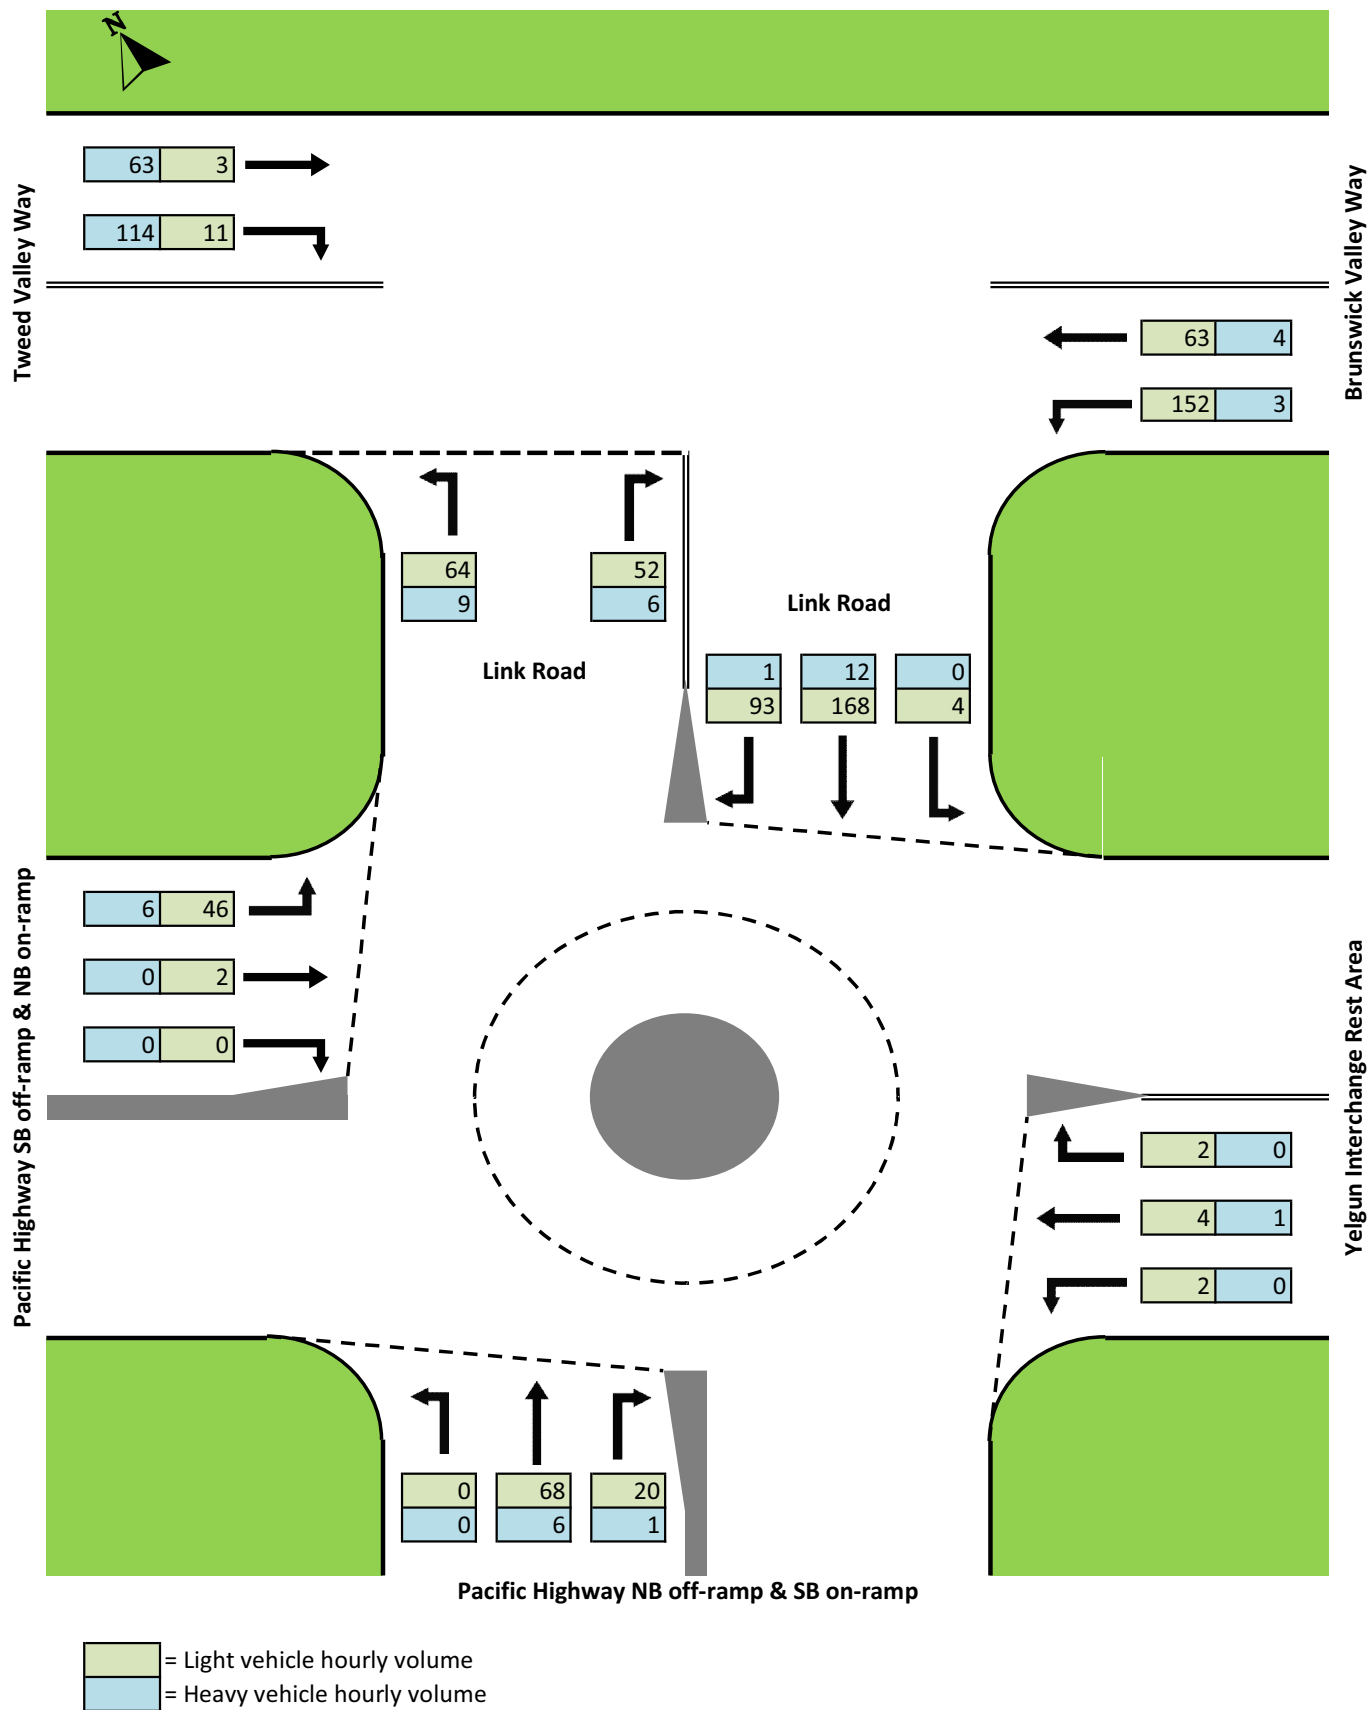 N
63 3
114 11
Tweed Valley Way
Brunswick Valley Way
63 4
152 3
64
9
52
6
Link Road
Link Road
1 12 0
93 168 4
Pacific Highway SB off-ramp & NB on-ramp
6 46
0 2
0 0
Yelgun Interchange Rest Area
2 0
4 1
2 0
0 68 20
0 6 1
Pacific Highway NB off-ramp & SB on-ramp
= Light vehicle hourly volume
= Heavy vehicle hourly volume